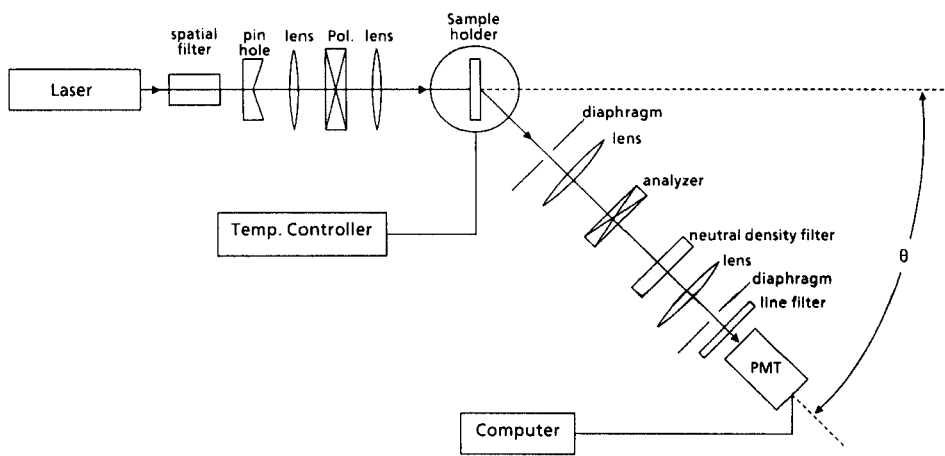 Laser
spatial
filter
pin
hole
lens
Pol.
lens
Sample
holder
diaphragm
lens
analyzer
Temp. Controller
neutral density filter
lens
diaphragm
line filter
θ
PMT
Computer